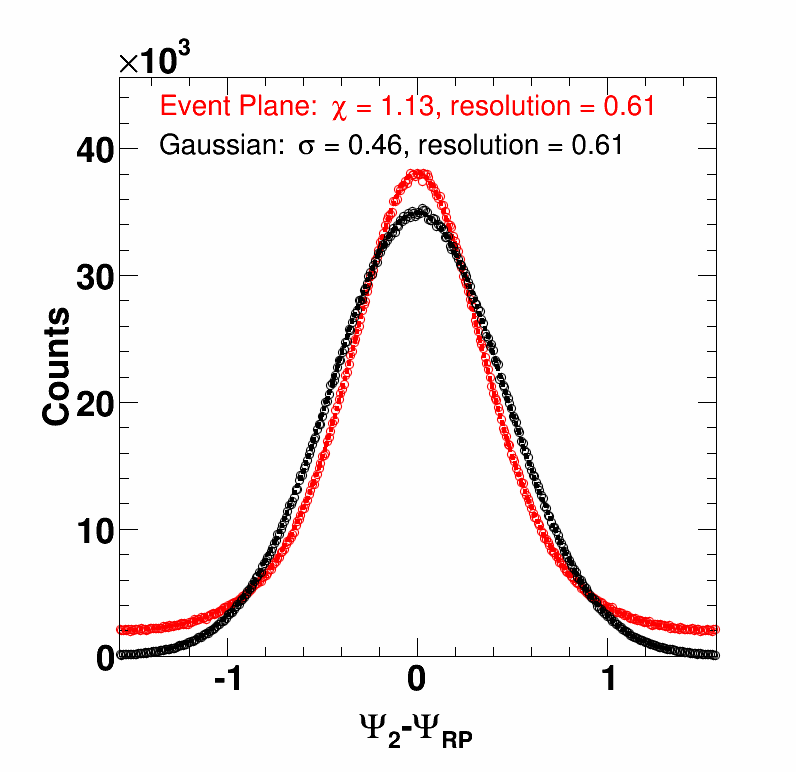 ×10³
Event Plane: χ = 1.13, resolution = 0.61
Gaussian: σ = 0.46, resolution = 0.61
40
30
20
10
0
Counts
-1 0 1
Ψ₂-Ψ_RP